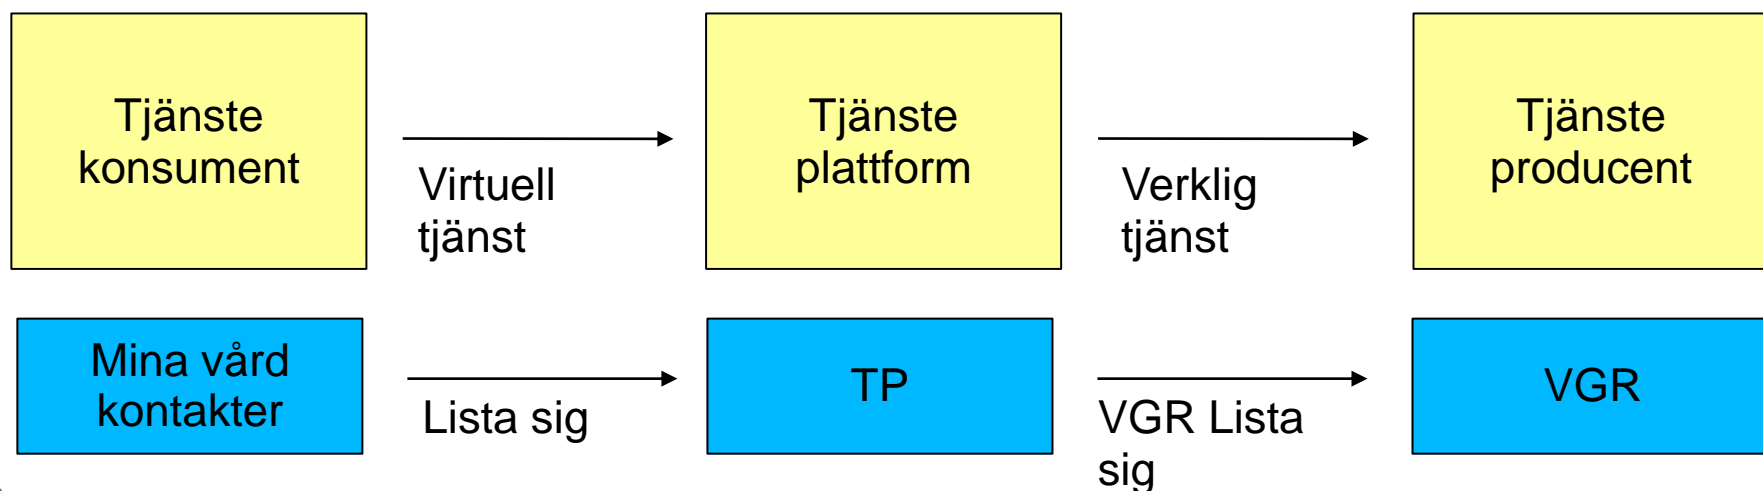 Tjänste
konsument
Virtuell
tjänst
Tjänste
plattform
Verklig
tjänst
Tjänste
producent
Mina vård
kontakter
Lista sig
TP
VGR Lista
sig
VGR